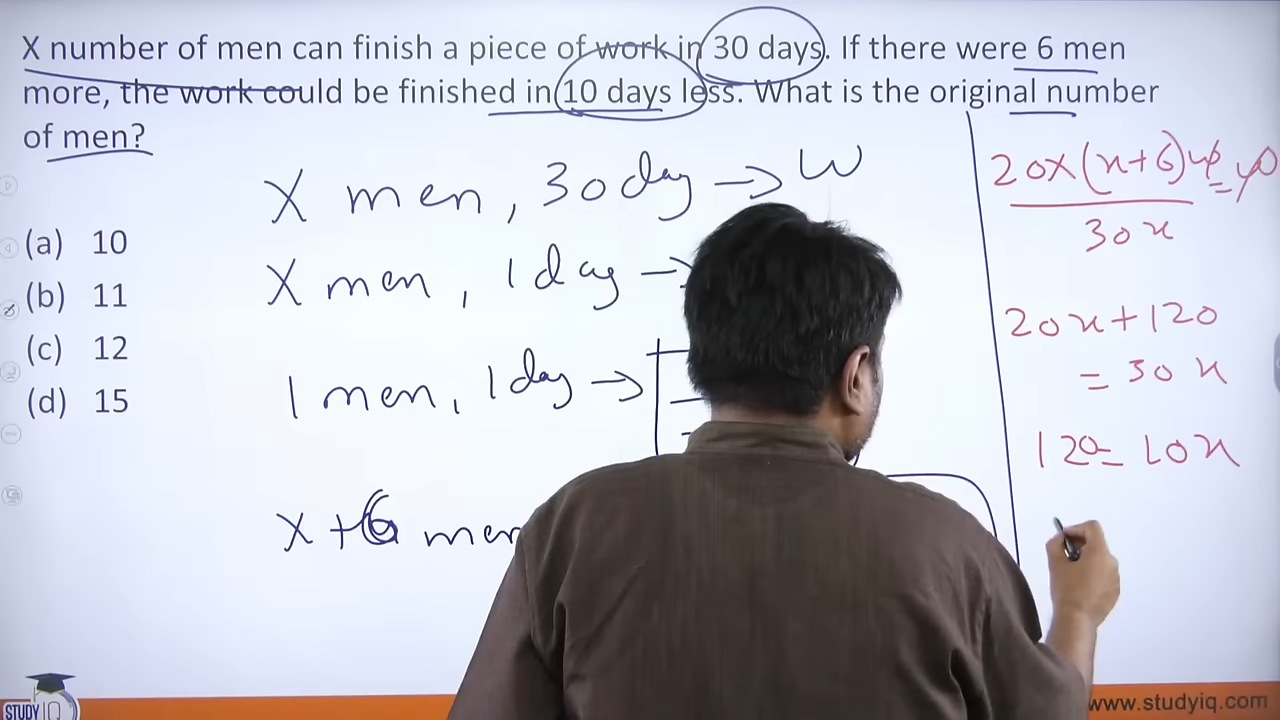 X number of men can finish a piece of work in 30 days. If there were 6 men
more, the work could be finished in 10 days less. What is the original number
of men?
(a) 10
(b) 11
(c) 12
(d) 15
X men, 30 day → W
X men, 1 day →
1 men, 1 day →
X + 6 men
20x(x+6)
30x
20x+120
= 30x
120 = 10x
STUDY IQ
www.studyiq.com